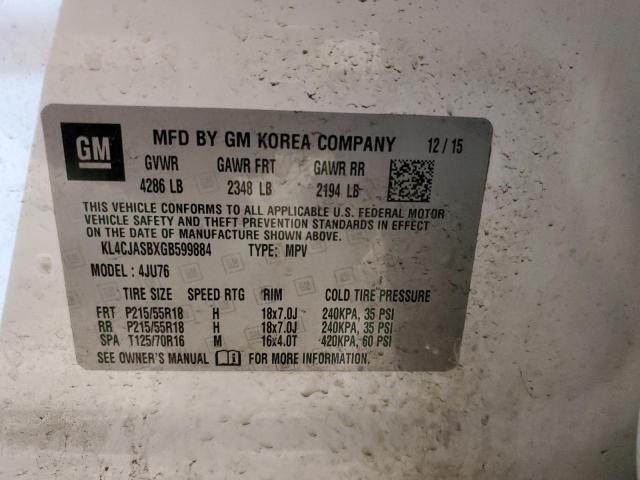 GM
MFD BY GM KOREA COMPANY 12/15
GVWR GAWR FRT GAWR RR
4286 LB 2348 LB 2194 LB
THIS VEHICLE CONFORMS TO ALL APPLICABLE U.S. FEDERAL MOTOR
VEHICLE SAFETY AND THEFT PREVENTION STANDARDS IN EFFECT
ON THE DATE OF MANUFACTURE SHOWN ABOVE.
KL4CJASBXGB599884 TYPE: MPV
MODEL: 4JU76
TIRE SIZE SPEED RTG RIM COLD TIRE PRESSURE
FRT P215/55R18 H 18x7.0J 240KPA, 35 PSI
RR P215/55R18 H 18x7.0J 240KPA, 35 PSI
SPA T125/70R16 M 16x4.0T 420KPA, 60 PSI
SEE OWNER'S MANUAL FOR MORE INFORMATION.